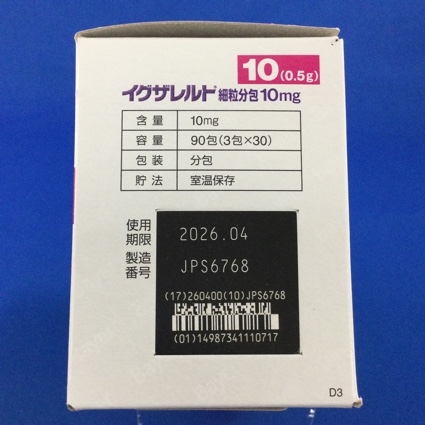 10(0.5g)
イグザレルト 細粒分包10mg
含量 10mg
容量 90包(3包×30)
包装 分包
貯法 室温保存
使用期限 2026.04
製造番号 JPS6768
(17)260400(10)JPS6768
(01)14987341110717
D3